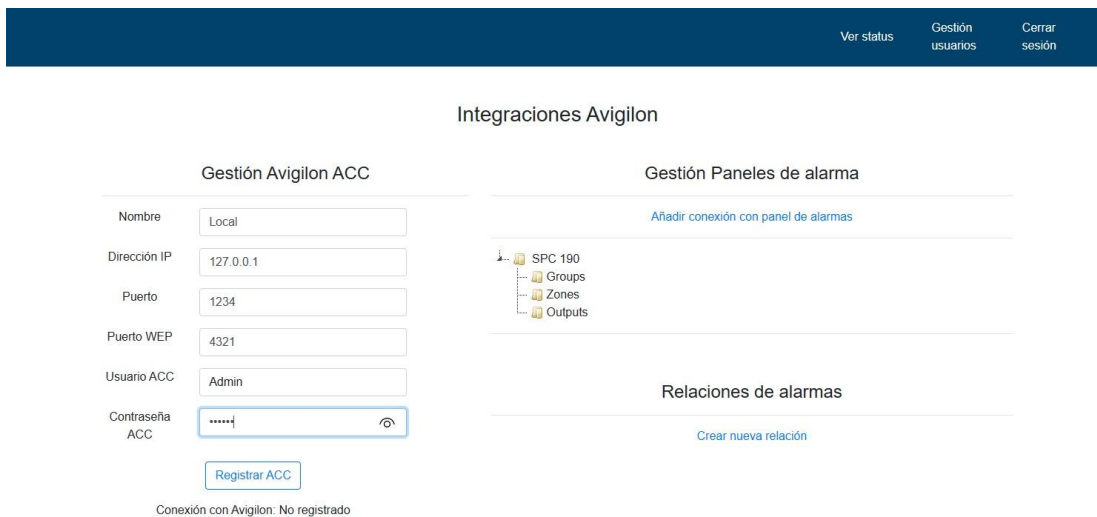 Ver status
Gestión
usuarios
Cerrar
sesión
Integraciones Avigilon
Gestión Avigilon ACC
Nombre
Local
Dirección IP
127.0.0.1
Puerto
1234
Puerto WEP
4321
Usuario ACC
Admin
Contraseña
ACC
••••••
Registrar ACC
Conexión con Avigilon: No registrado
Gestión Paneles de alarma
Añadir conexión con panel de alarmas
SPC 190
Groups
Zones
Outputs
Relaciones de alarmas
Crear nueva relación